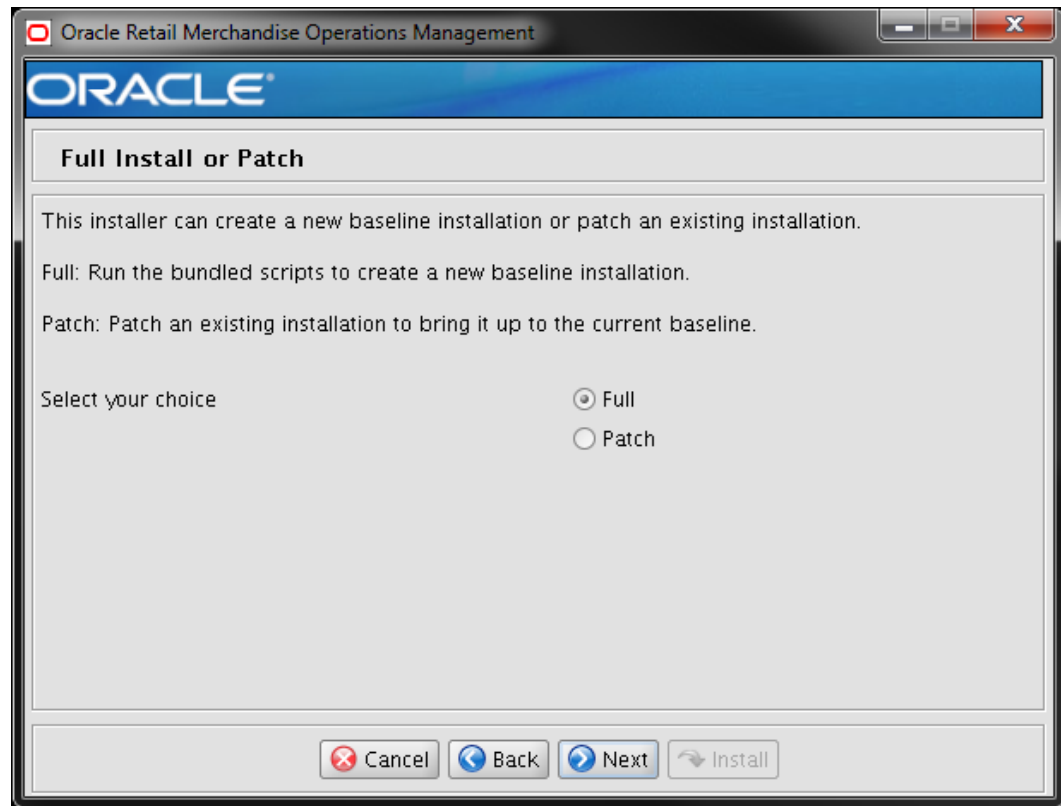 Oracle Retail Merchandise Operations Management
ORACLE®
Full Install or Patch
This installer can create a new baseline installation or patch an existing installation.
Full: Run the bundled scripts to create a new baseline installation.
Patch: Patch an existing installation to bring it up to the current baseline.
Select your choice
Full
Patch
Cancel Back Next Install